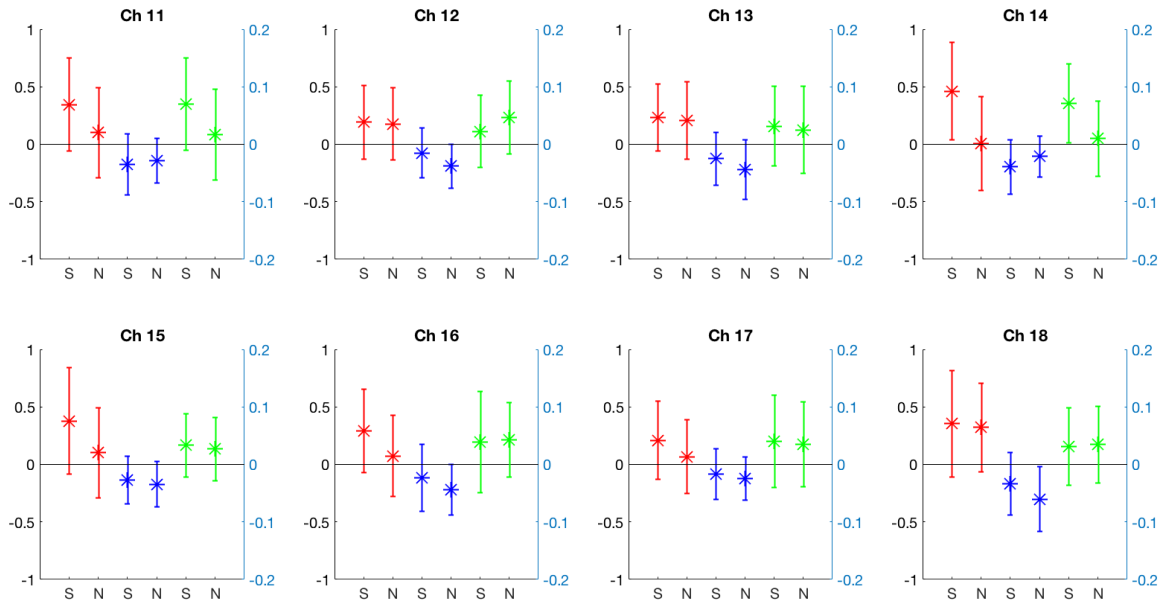 Ch 11 Ch 12 Ch 13 Ch 14
1 0.2 1 0.2 1 0.2 1 0.2
0.5 0.1 0.5 0.1 0.5 0.1 0.5 0.1
0 0 0 0 0 0 0 0
-0.5 -0.1 -0.5 -0.1 -0.5 -0.1 -0.5 -0.1
-1 -0.2 -1 -0.2 -1 -0.2 -1 -0.2
S N S N S N S N S N S N S N S N S N S N S N S N
Ch 15 Ch 16 Ch 17 Ch 18
1 0.2 1 0.2 1 0.2 1 0.2
0.5 0.1 0.5 0.1 0.5 0.1 0.5 0.1
0 0 0 0 0 0 0 0
-0.5 -0.1 -0.5 -0.1 -0.5 -0.1 -0.5 -0.1
-1 -0.2 -1 -0.2 -1 -0.2 -1 -0.2
S N S N S N S N S N S N S N S N S N S N S N S N